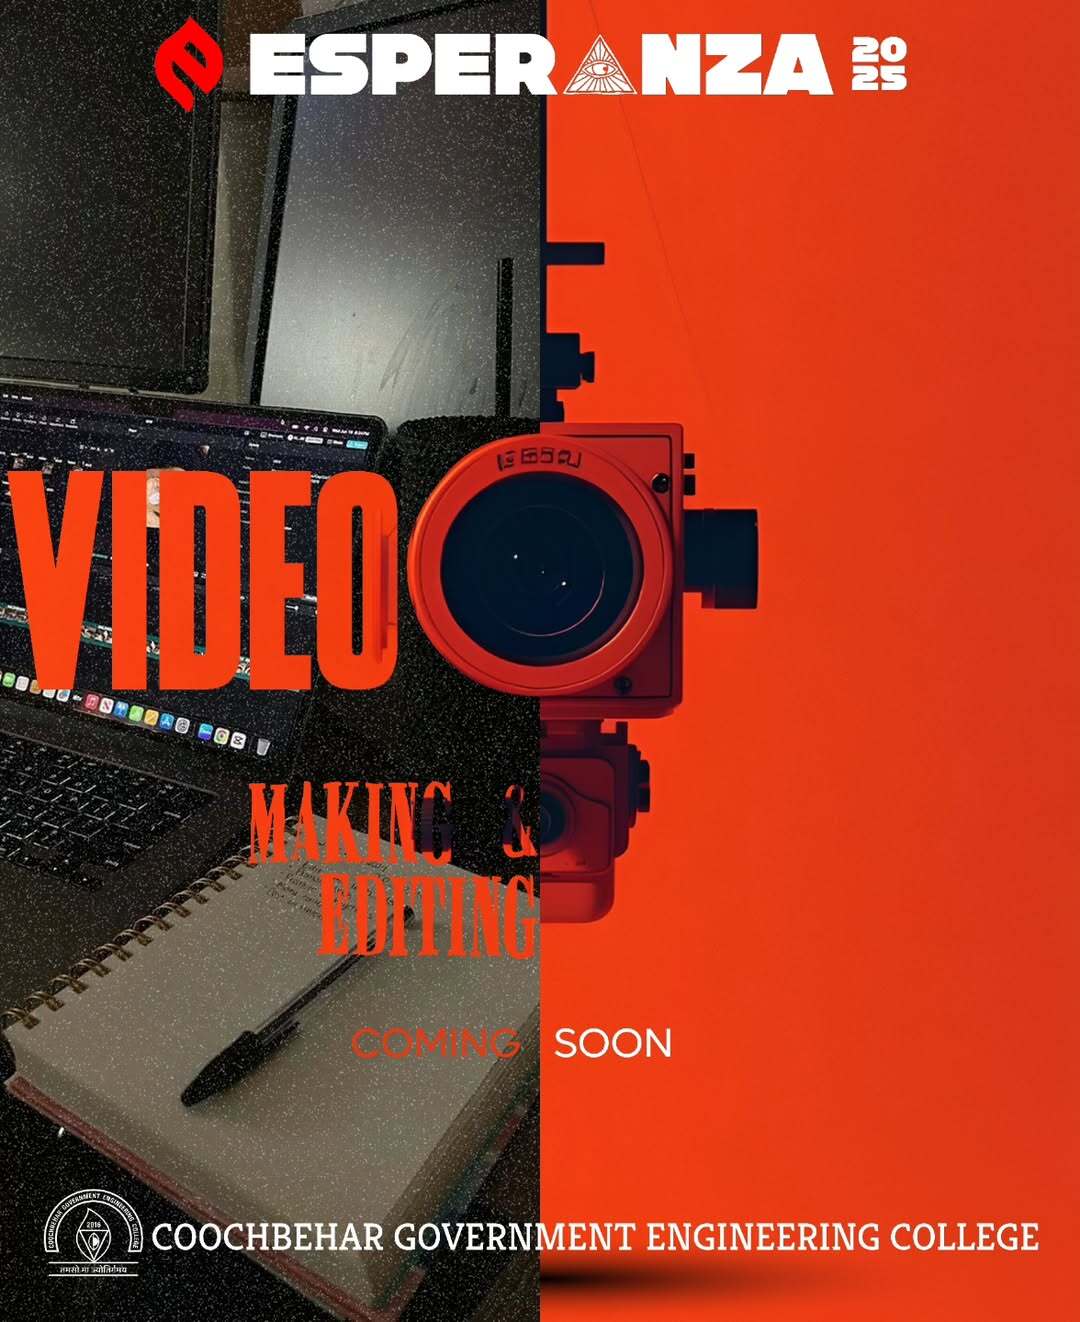 ESPERANZA 2025
VIDEO
MAKING &
EDITING
COMING SOON
COOCHBEHAR GOVERNMENT ENGINEERING COLLEGE
2016
तमसो मा ज्योतिर्गमय
COOCHBEHAR GOVERNMENT ENGINEERING COLLEGE